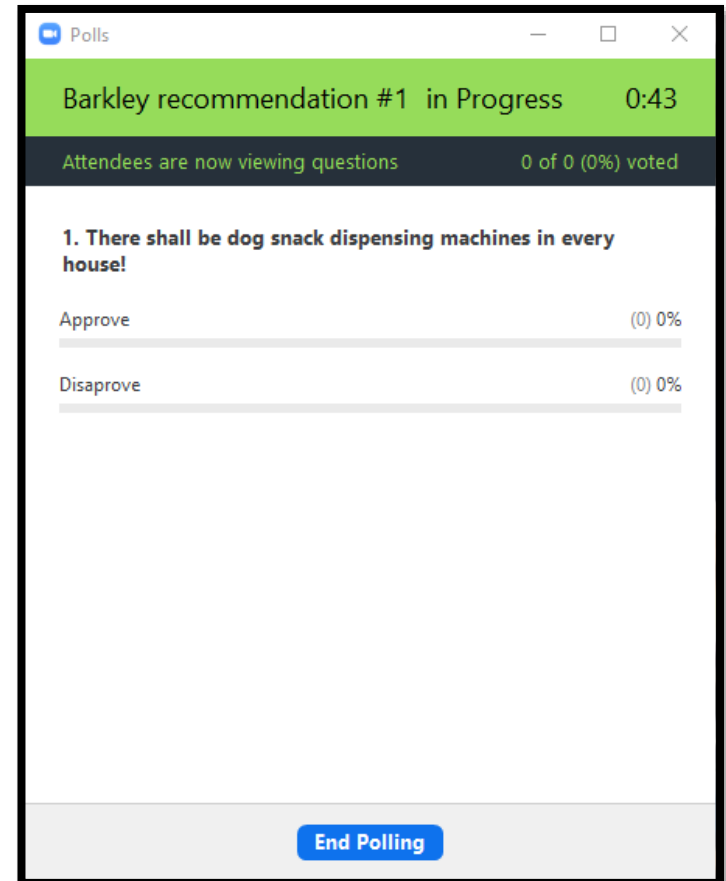 Polls
Barkley recommendation #1 in Progress 0:43
Attendees are now viewing questions 0 of 0 (0%) voted
1. There shall be dog snack dispensing machines in every
house!
Approve (0) 0%
Disaprove (0) 0%
End Polling